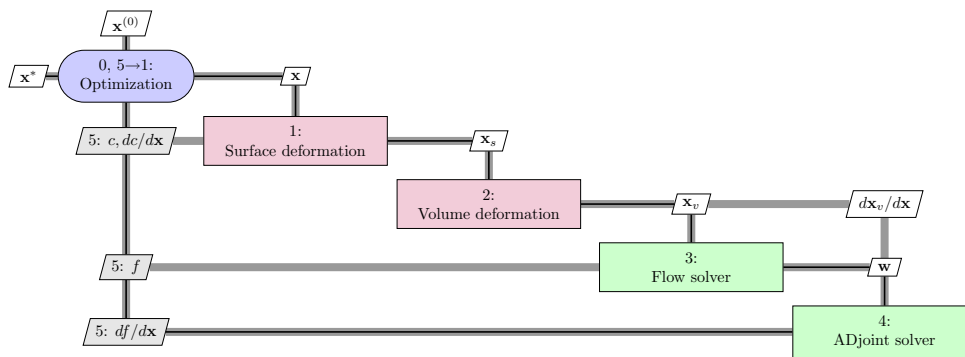 x^{(0)}
x*
0, 5→1:
Optimization
x
5: c, dc/dx
1:
Surface deformation
x_s
2:
Volume deformation
x_v
dx_v/dx
5: f
3:
Flow solver
w
5: df/dx
4:
ADjoint solver